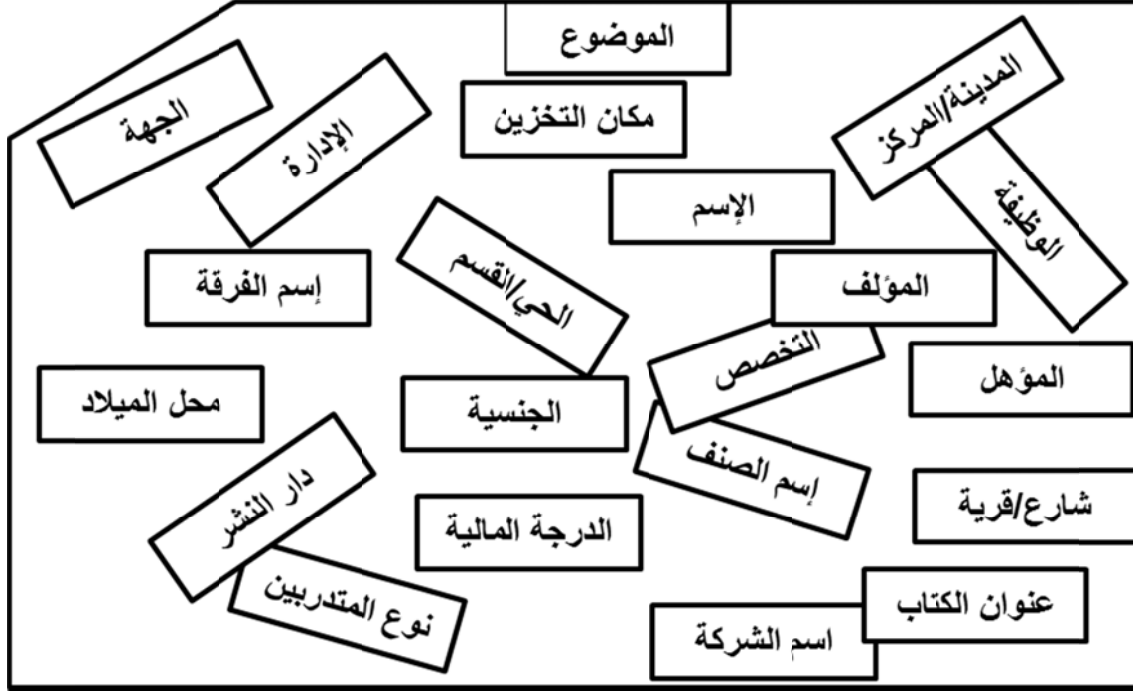 الموضوع
المدينة/المركز
مكان التخزين
الإدارة
الجهة
الإسم
الوظيفة
المؤلف
الحي/القسم
إسم الفرقة
المؤهل
التخصص
الجنسية
محل الميلاد
إسم الصنف
شارع/قرية
الدرجة المالية
دار النشر
عنوان الكتاب
نوع المتدربين
اسم الشركة